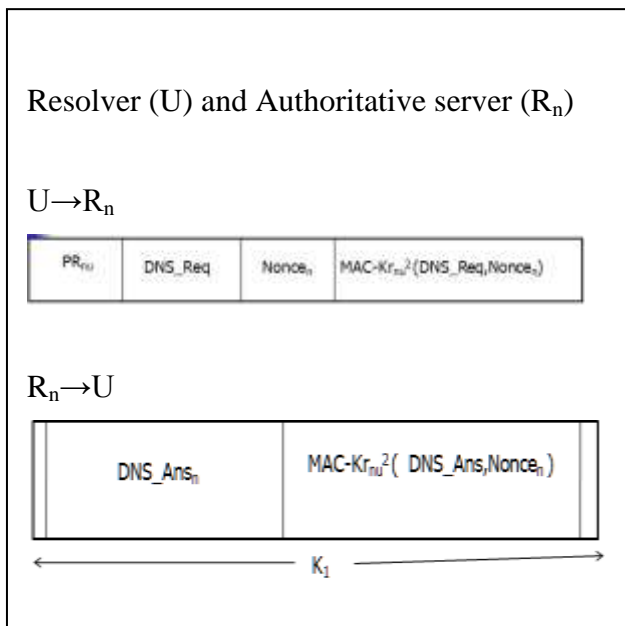 Resolver (U) and Authoritative server (Rₙ)
U→Rₙ
PRₙᵤ DNS_Req Nonceₙ MAC-Krₙᵤ²(DNS_Req,Nonceₙ)
Rₙ→U
DNS_Ansₙ MAC-Krₙᵤ²( DNS_Ans,Nonceₙ)
K₁